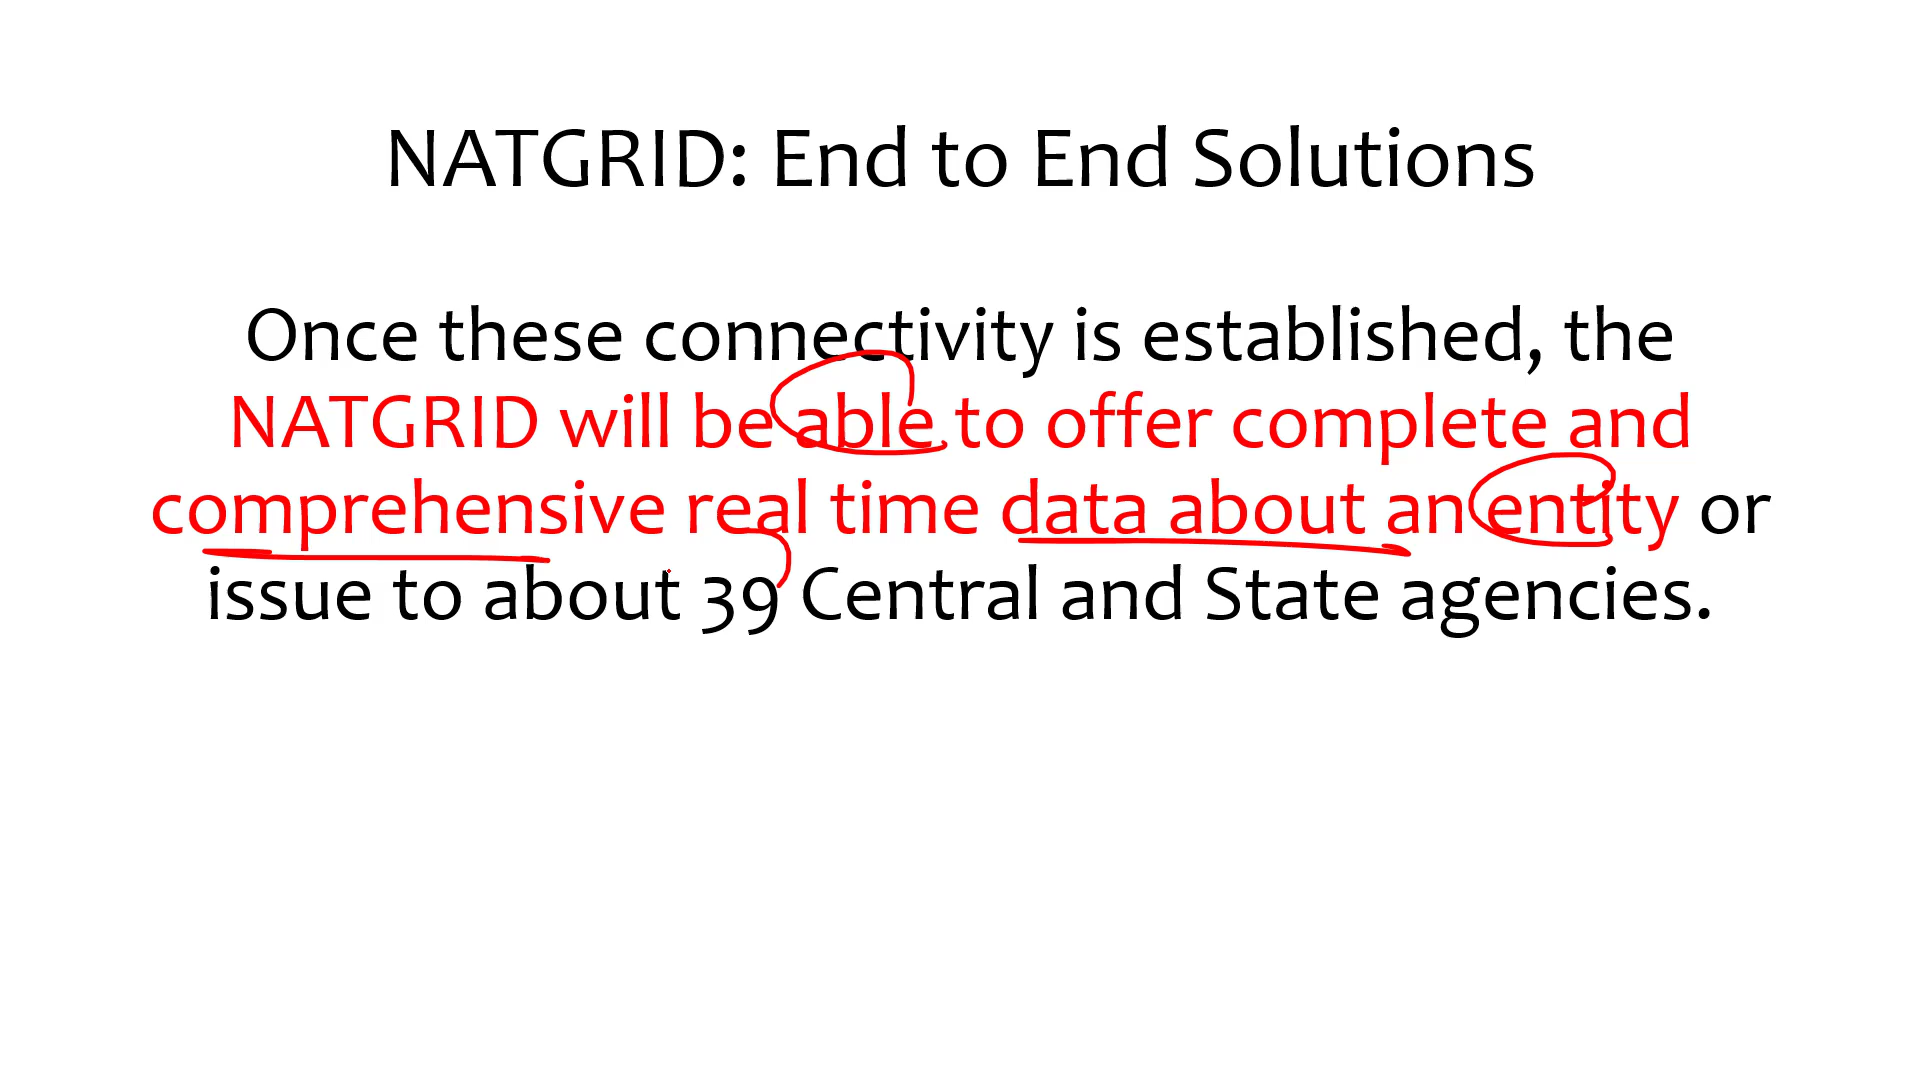 NATGRID: End to End Solutions
Once these connectivity is established, the
NATGRID will be able to offer complete and
comprehensive real time data about an entity or
issue to about 39 Central and State agencies.